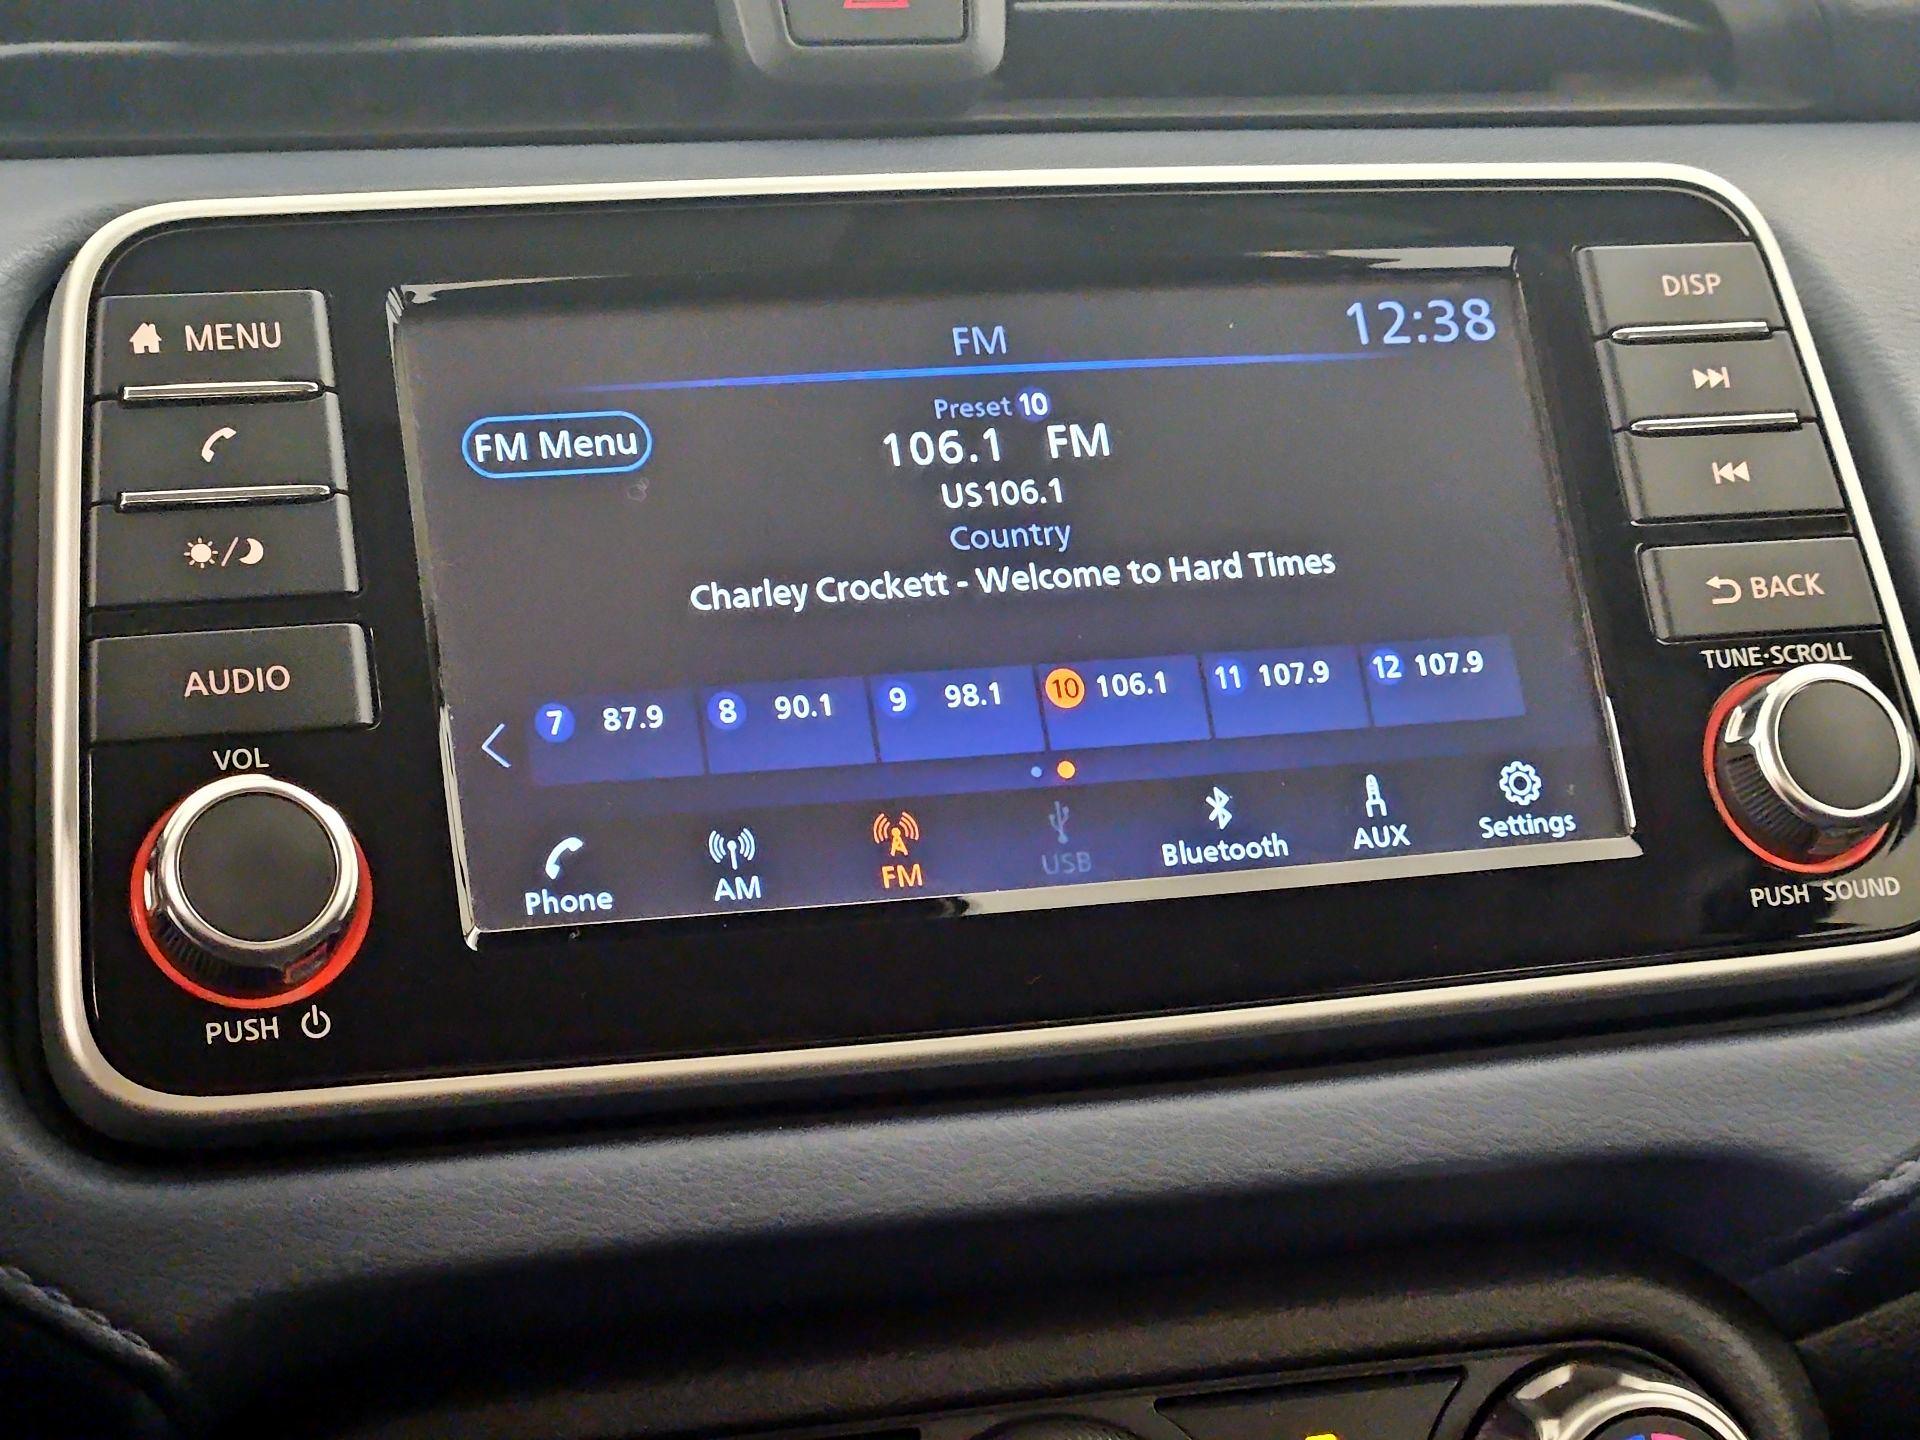 MENU
AUDIO
VOL
PUSH
FM
12:38
FM Menu
Preset 10
106.1 FM
US106.1
Country
Charley Crockett - Welcome to Hard Times
7 87.9
8 90.1
9 98.1
10 106.1
11 107.9
12 107.9
Phone
AM
FM
USB
Bluetooth
AUX
Settings
DISP
BACK
TUNE·SCROLL
PUSH SOUND